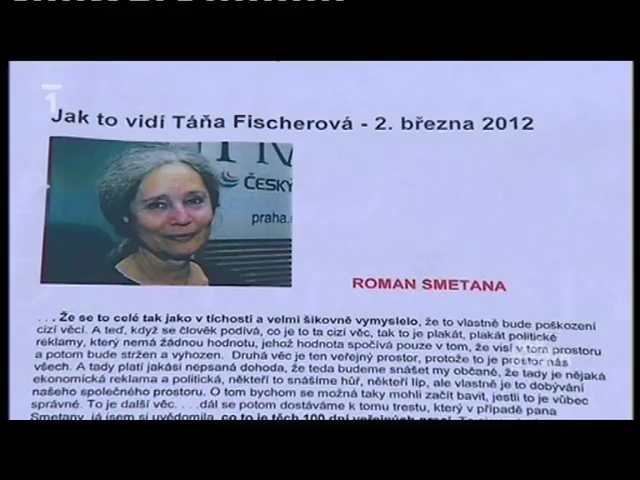 1
Jak to vidí Táňa Fischerová - 2. března 2012
ČESKÝ
praha.
ROMAN SMETANA
. . . Že se to celé tak jako v tichosti a velmi šikovně vymyslelo, že to vlastně bude poškození
cizí věcí. A teď, když se člověk podívá, co je to ta cizí věc, tak to je plakát, plakát politické
reklamy, který nemá žádnou hodnotu, jehož hodnota spočívá pouze v tom, že visí v tom prostoru
a potom bude stržen a vyhozen. Druhá věc je ten veřejný prostor, protože to je prostor nás
všech. A tady platí jakási nepsaná dohoda, že teda budeme snášet my občané, že tady je nějaká
ekonomická reklama a politická, někteří to snášíme hůř, někteří líp, ale vlastně je to dobývání
našeho společného prostoru. O tom bychom se možná taky mohli začít bavit, jestli to je vůbec
správné. To je další věc. . . .dál se potom dostáváme k tomu trestu, který v případě pana
Smetany, já jsem si uvědomila, co to je těch 100 dní